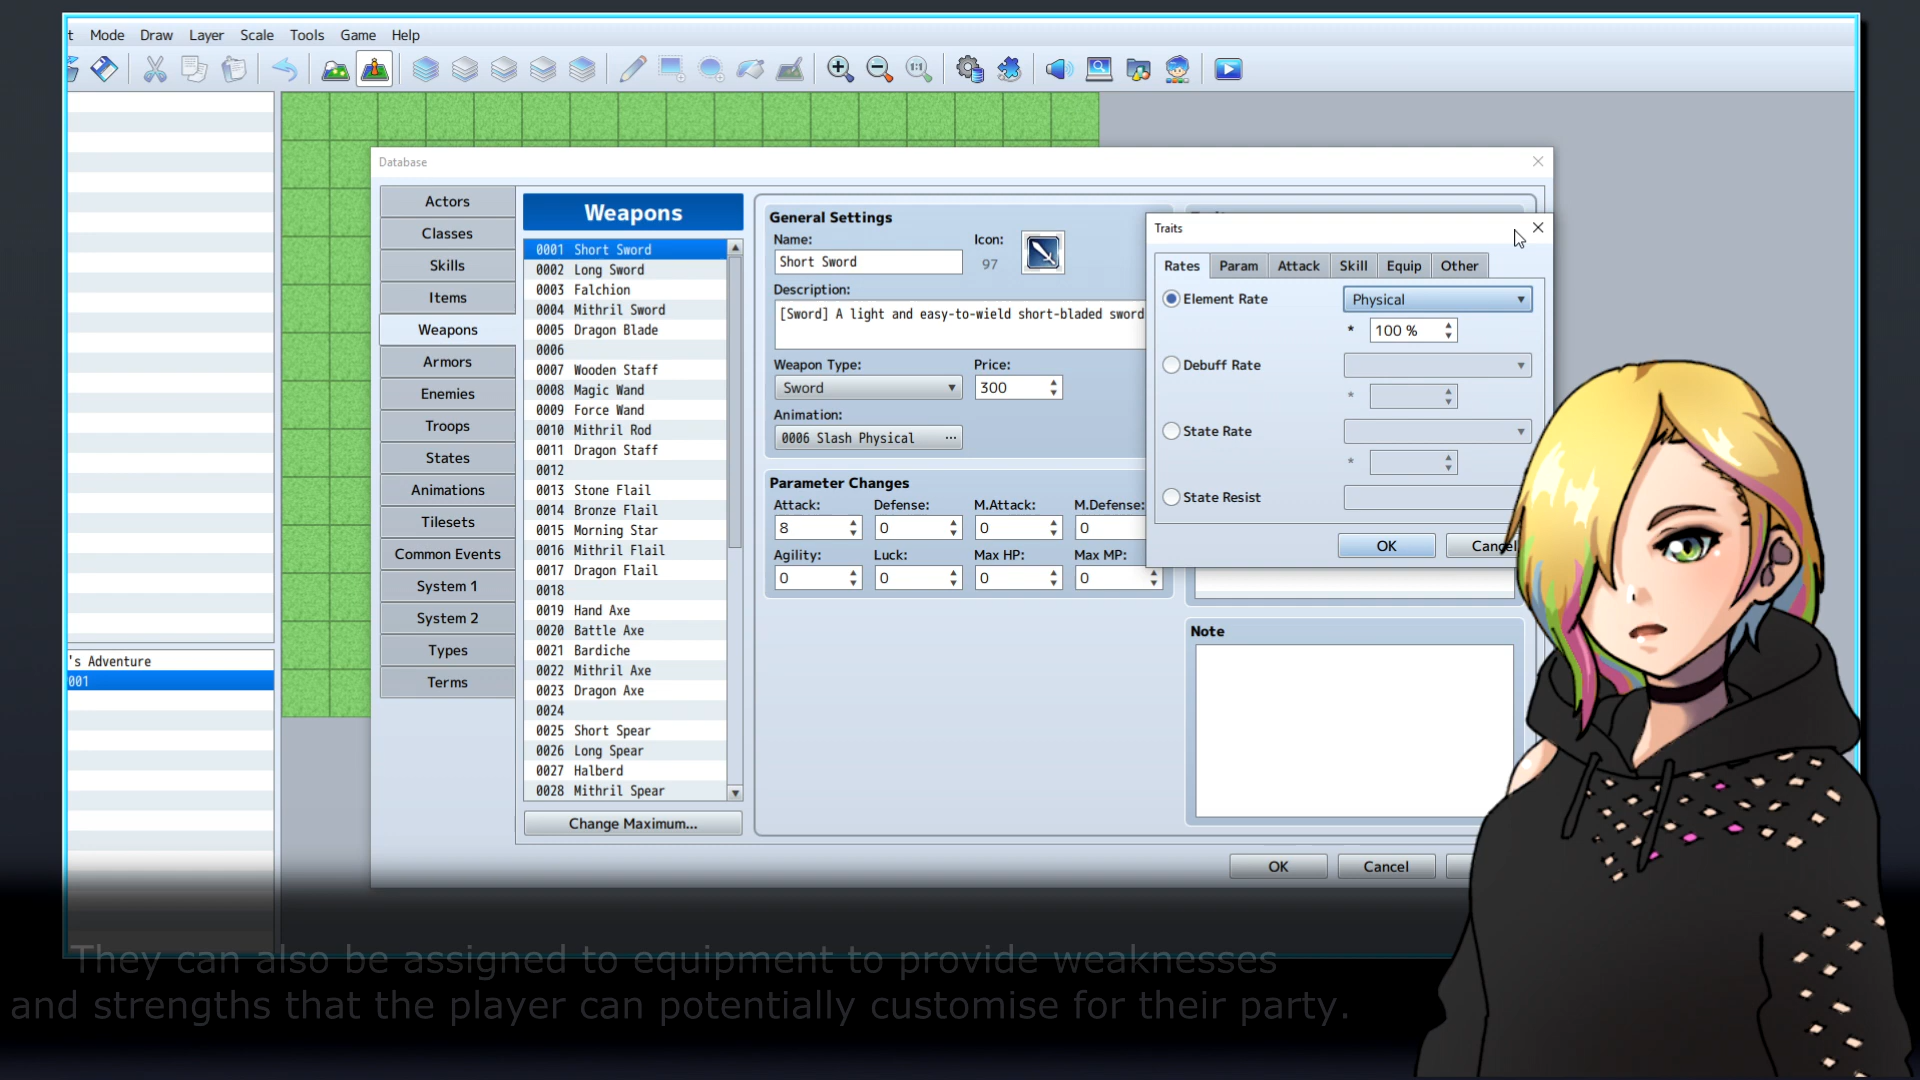 t Mode Draw Layer Scale Tools Game Help
1:1
Database
Actors
Classes
Skills
Items
Weapons
Armors
Enemies
Troops
States
Animations
Tilesets
Common Events
System 1
System 2
Types
Terms
Weapons
0001 Short Sword
0002 Long Sword
0003 Falchion
0004 Mithril Sword
0005 Dragon Blade
0006
0007 Wooden Staff
0008 Magic Wand
0009 Force Wand
0010 Mithril Rod
0011 Dragon Staff
0012
0013 Stone Flail
0014 Bronze Flail
0015 Morning Star
0016 Mithril Flail
0017 Dragon Flail
0018
0019 Hand Axe
0020 Battle Axe
0021 Bardiche
0022 Mithril Axe
0023 Dragon Axe
0024
0025 Short Spear
0026 Long Spear
0027 Halberd
0028 Mithril Spear
Change Maximum...
General Settings
Name: Icon:
Short Sword 97
Description:
[Sword] A light and easy-to-wield short-bladed sword
Weapon Type: Price:
Sword 300
Animation:
0006 Slash Physical ...
Parameter Changes
Attack: Defense: M.Attack: M.Defense:
8 0 0 0
Agility: Luck: Max HP: Max MP:
0 0 0 0
Traits
Rates Param Attack Skill Equip Other
Element Rate Physical
* 100 %
Debuff Rate
*
State Rate
*
State Resist
OK Cancel
Note
OK Cancel
's Adventure
001
They can also be assigned to equipment to provide weaknesses
and strengths that the player can potentially customise for their party.